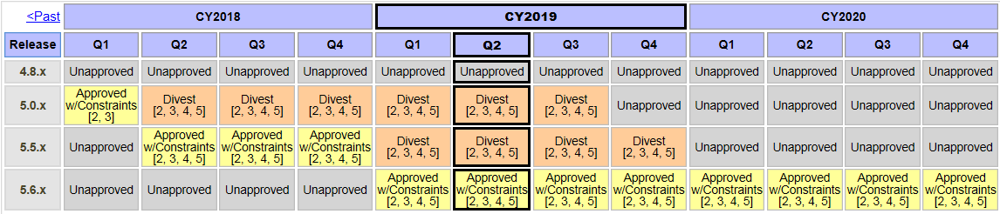 <Past CY2018 CY2019 CY2020
Release Q1 Q2 Q3 Q4 Q1 Q2 Q3 Q4 Q1 Q2 Q3 Q4
4.8.x Unapproved Unapproved Unapproved Unapproved Unapproved Unapproved Unapproved Unapproved Unapproved Unapproved Unapproved Unapproved
Approved Divest Divest Divest Divest Divest Divest
5.0.x w/Constraints Unapproved Unapproved Unapproved Unapproved Unapproved
[2, 3] [2, 3, 4, 5] [2, 3, 4, 5] [2, 3, 4, 5] [2, 3, 4, 5] [2, 3, 4, 5] [2, 3, 4, 5]
Approved Approved Approved Divest Divest Divest Divest
5.5.x Unapproved w/Constraints w/Constraints w/Constraints Unapproved Unapproved Unapproved Unapproved
[2, 3, 4, 5] [2, 3, 4, 5] [2, 3, 4, 5] [2, 3, 4, 5] [2, 3, 4, 5] [2, 3, 4, 5] [2, 3, 4, 5]
Approved Approved Approved Approved Approved Approved Approved Approved
5.6.x Unapproved Unapproved Unapproved Unapproved w/Constraints w/Constraints w/Constraints w/Constraints w/Constraints w/Constraints w/Constraints w/Constraints
[2, 3, 4, 5] [2, 3, 4, 5] [2, 3, 4, 5] [2, 3, 4, 5] [2, 3, 4, 5] [2, 3, 4, 5] [2, 3, 4, 5] [2, 3, 4, 5]